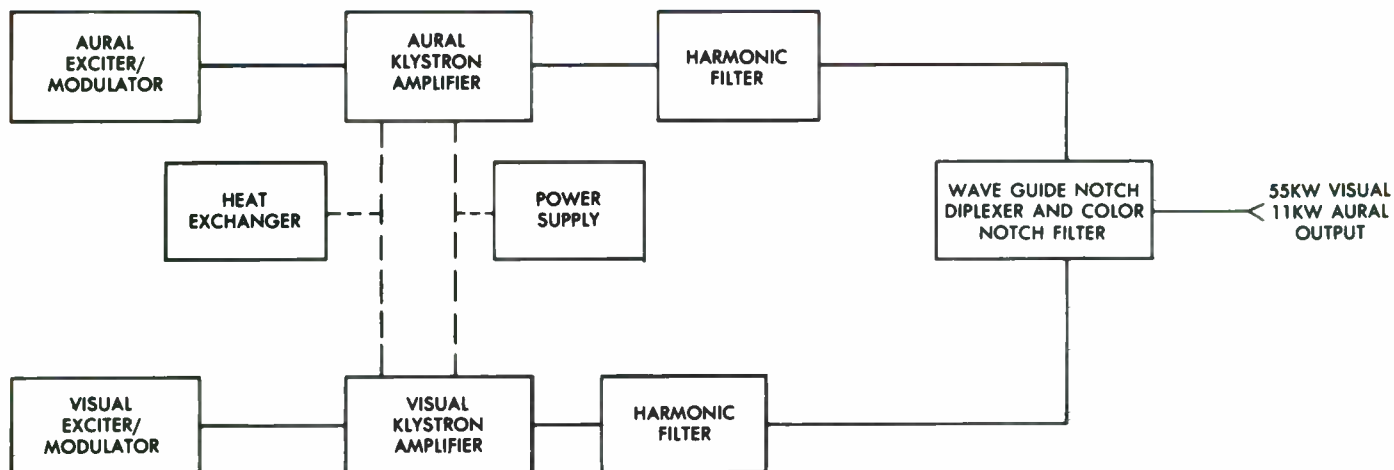 AURAL
EXCITER/
MODULATOR
AURAL
KLYSTRON
AMPLIFIER
HARMONIC
FILTER
HEAT
EXCHANGER
POWER
SUPPLY
WAVE GUIDE NOTCH
DIPLEXER AND COLOR
NOTCH FILTER
55KW VISUAL
11KW AURAL
OUTPUT
VISUAL
EXCITER/
MODULATOR
VISUAL
KLYSTRON
AMPLIFIER
HARMONIC
FILTER